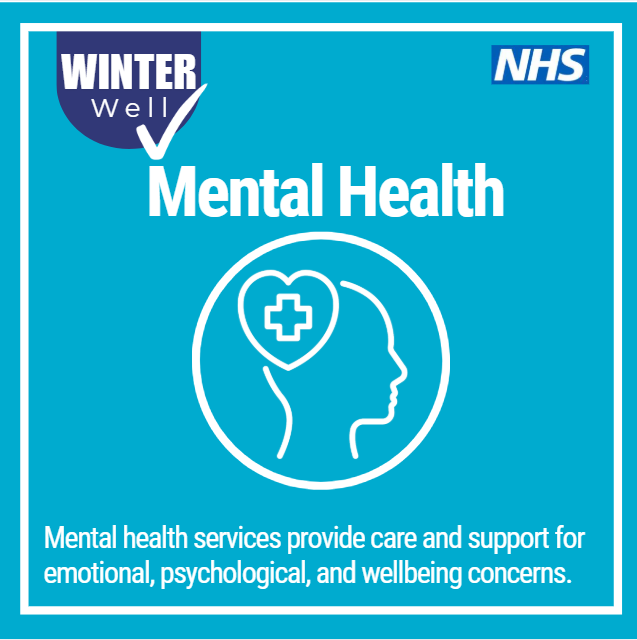 WINTER
Well
NHS
Mental Health
Mental health services provide care and support for
emotional, psychological, and wellbeing concerns.